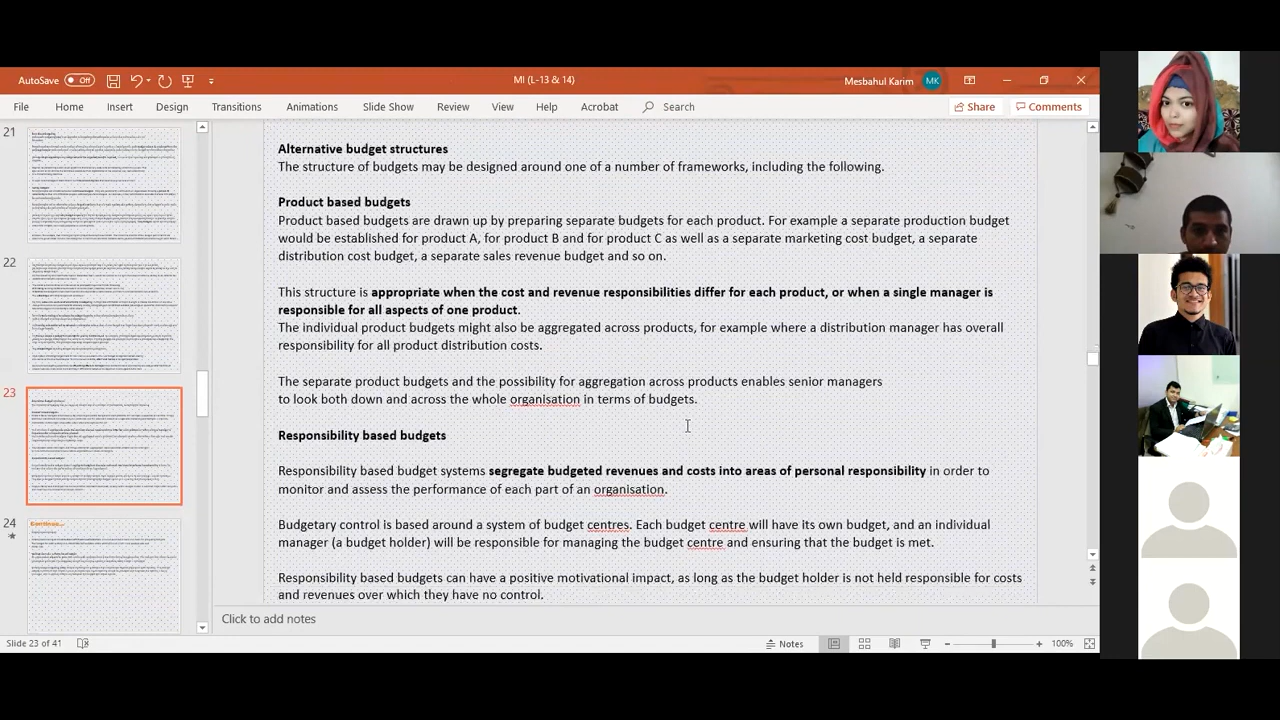 AutoSave Off
MI (L-13 & 14)
Mesbahul Karim MK
File Home Insert Design Transitions Animations Slide Show Review View Help Acrobat Search Share Comments
21
22
23
24
Continue...
Alternative budget structures
The structure of budgets may be designed around one of a number of frameworks such as the following.
Product based budgets
Product based budgets are drawn up by preparing separate budgets for each product. For example a separate production budget
would be established for product A, for product B and for product C as well as a separate marketing cost budget, a separate
distribution cost budget, a separate sales revenue budget and so on.
This structure is appropriate where the cost or revenue responsibilities differ for each product, or when a single manager is
responsible for all aspects of one product.
The individual product budgets might also be aggregated across products, for example where a distribution manager has overall
responsibility for all product distribution costs.
The separate product budgets and the possibility for aggregation across products enables senior managers
to look both down and across the whole organisation in terms of budgets.
Responsibility based budgets
Responsibility based budget systems segregate budgeted revenues and costs into areas of personal responsibility in order to
monitor and assess the performance of each part of an organisation.
Budgetary control is based around a system of budget centres. Each budget centre will have its own budget, and an individual
manager (a budget holder) will be responsible for managing the budget centre and ensuring that the budget is met.
Responsibility based budgets can have a positive motivational impact, as long as the budget holder is not held responsible for costs
and revenues over which they have no control.
Click to add notes
Slide 23 of 41
Notes
100%